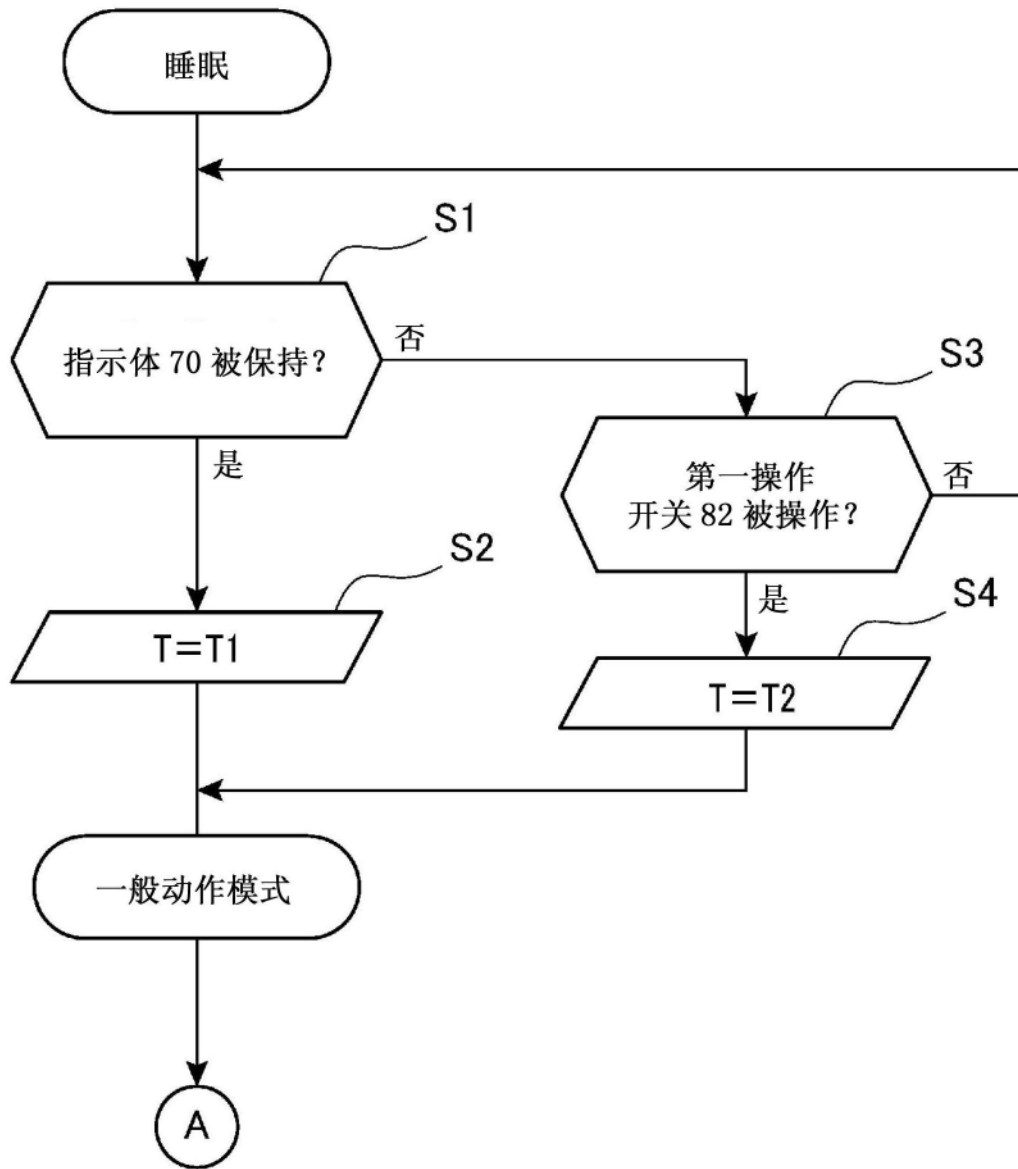 睡眠
S1
指示体 70 被保持?
否
S3
是
第一操作
开关 82 被操作?
否
S2
T=T1
是
S4
T=T2
一般动作模式
A